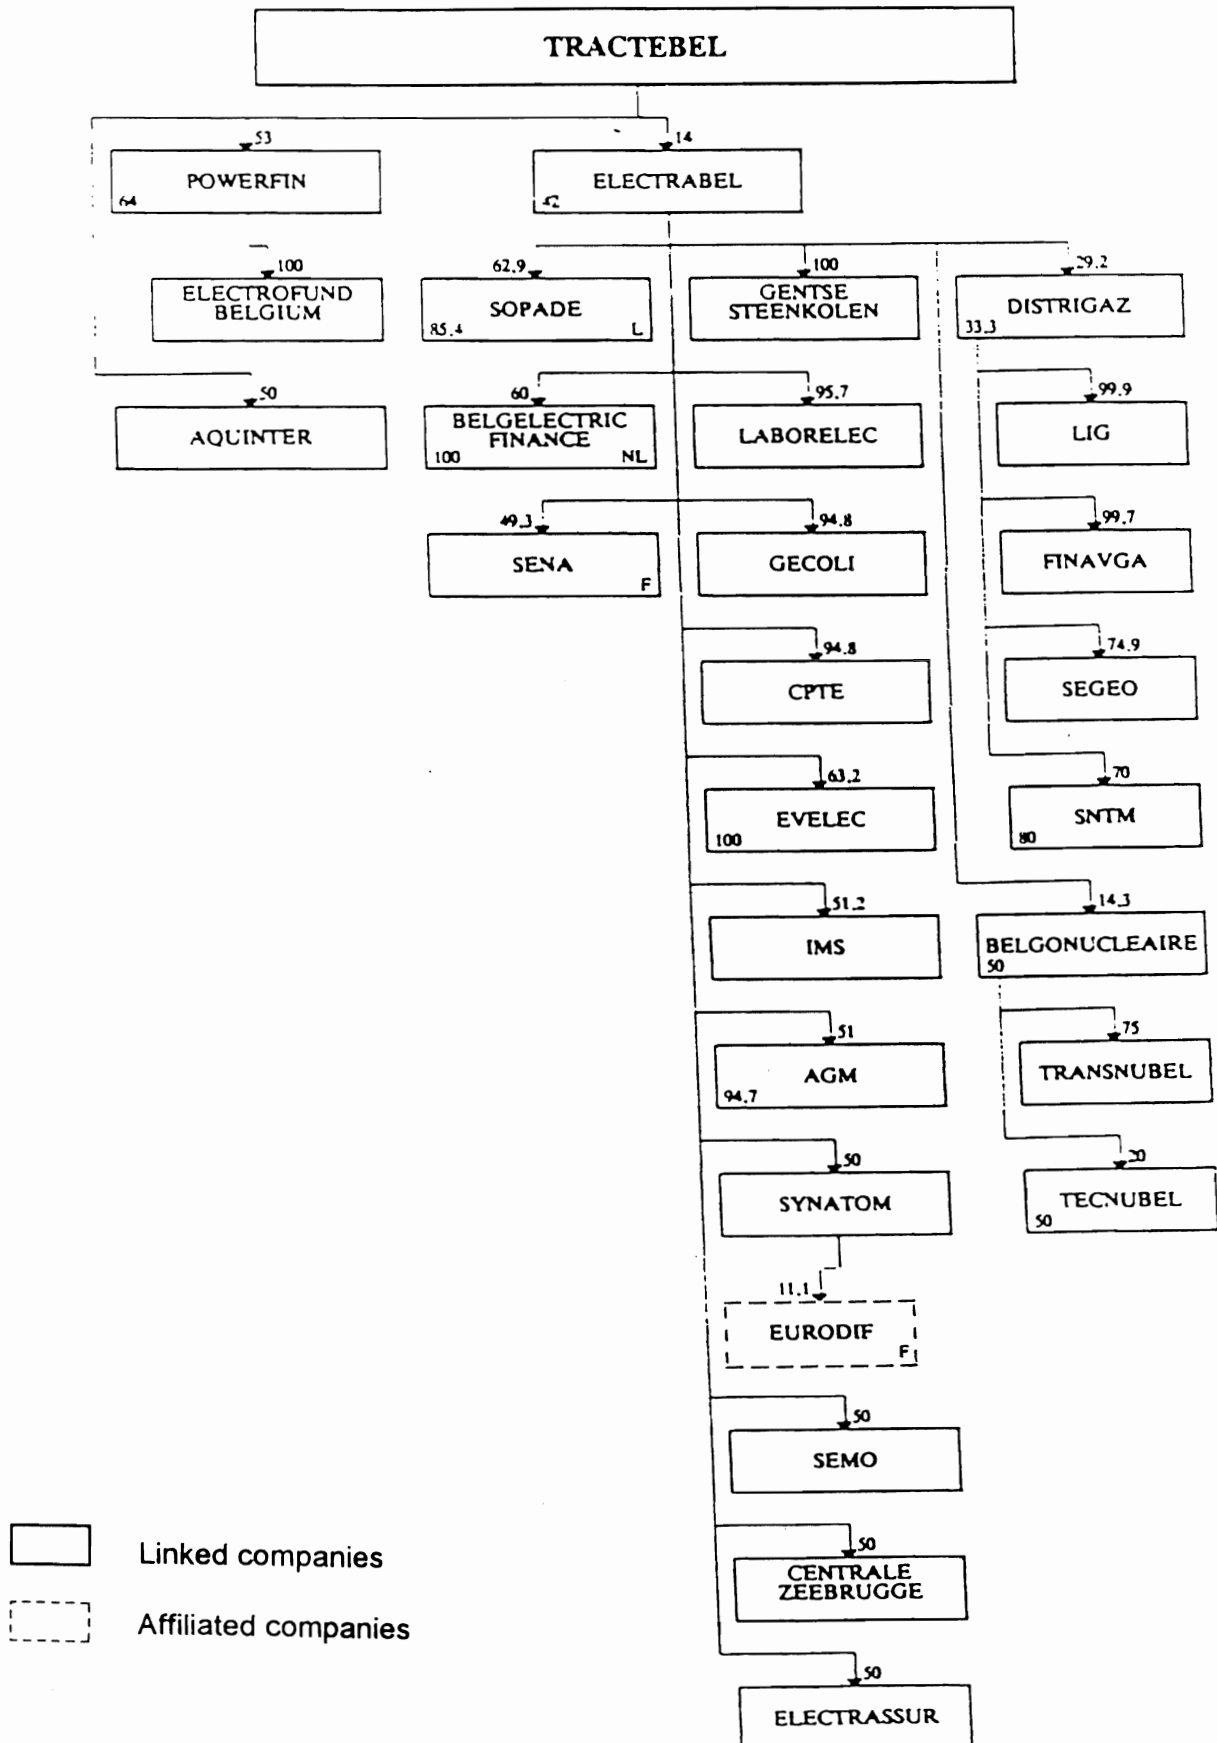 TRACTEBEL
53
14
POWERFIN
64
ELECTRABEL
42
100
62.9
100
29.2
ELECTROFUND
BELGIUM
SOPADE
85.4 L
GENTSE
STEENKOLEN
DISTRIGAZ
33.3
50
60
95.7
99.9
AQUINTER
BELGELECTRIC
FINANCE
100 NL
LABORELEC
LIG
49.3
94.8
99.7
SENA
F
GECOLI
FINAVGA
94.8
74.9
CPTE
SEGEO
63.2
70
EVELEC
100
SNTM
80
51.2
14.3
IMS
BELGONUCLEAIRE
50
51
75
AGM
94.7
TRANSNUBEL
50
20
SYNATOM
TECNUBEL
50
11.1
EURODIF
F
50
SEMO
Linked companies
50
CENTRALE
ZEEBRUGGE
Affiliated companies
50
ELECTRASSUR